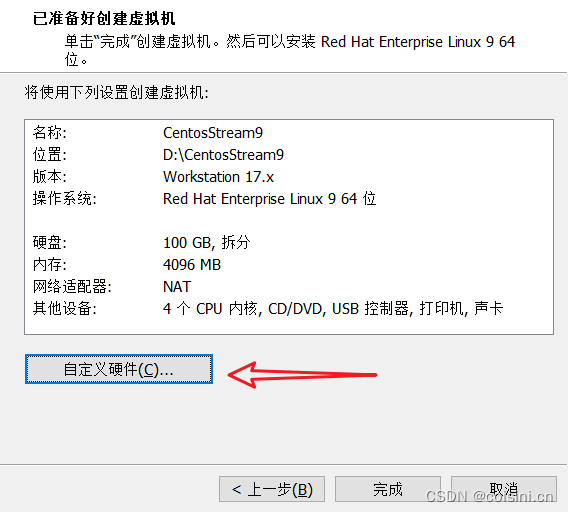 已准备好创建虚拟机
单击“完成”创建虚拟机。然后可以安装 Red Hat Enterprise Linux 9 64
位。
将使用下列设置创建虚拟机:
名称: CentosStream9
位置: D:\CentosStream9
版本: Workstation 17.x
操作系统: Red Hat Enterprise Linux 9 64 位
硬盘: 100 GB, 拆分
内存: 4096 MB
网络适配器: NAT
其他设备: 4 个 CPU 内核, CD/DVD, USB 控制器, 打印机, 声卡
自定义硬件(C)...
< 上一步(B) 完成 取消
CSDN @coisini.cn